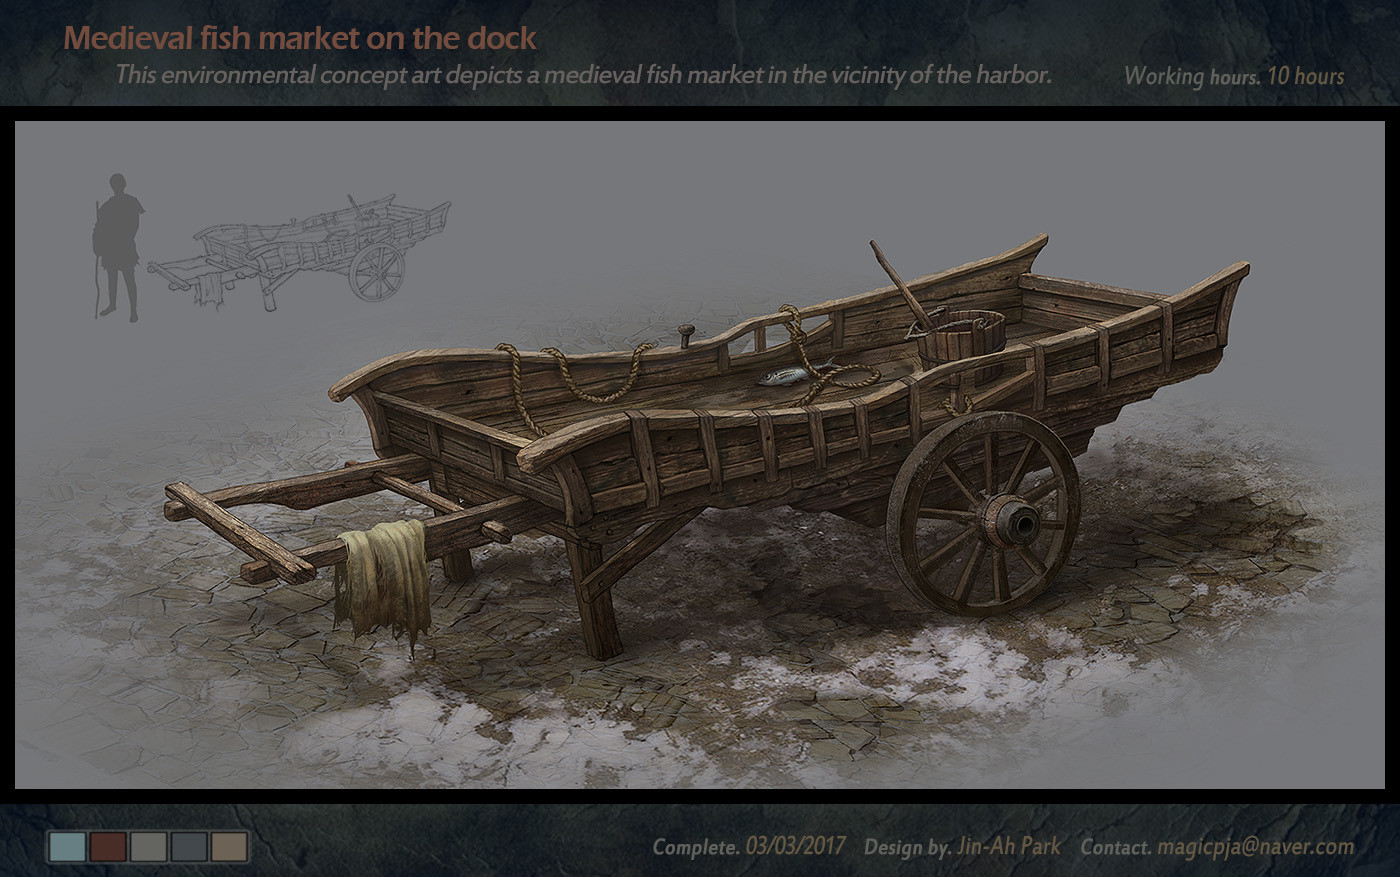 Medieval fish market on the dock
This environmental concept art depicts a medieval fish market in the vicinity of the harbor. Working hours. 10 hours
Complete. 03/03/2017 Design by. Jin-Ah Park Contact. magicpja@naver.com